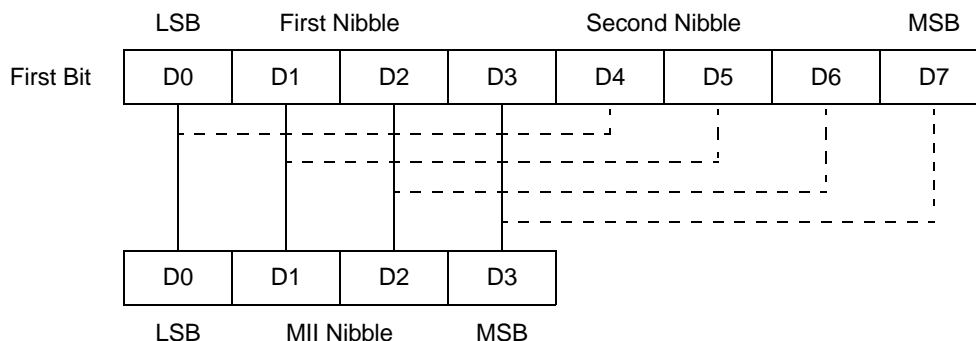 LSB First Nibble Second Nibble MSB
First Bit D0 D1 D2 D3 D4 D5 D6 D7
D0 D1 D2 D3
LSB MII Nibble MSB